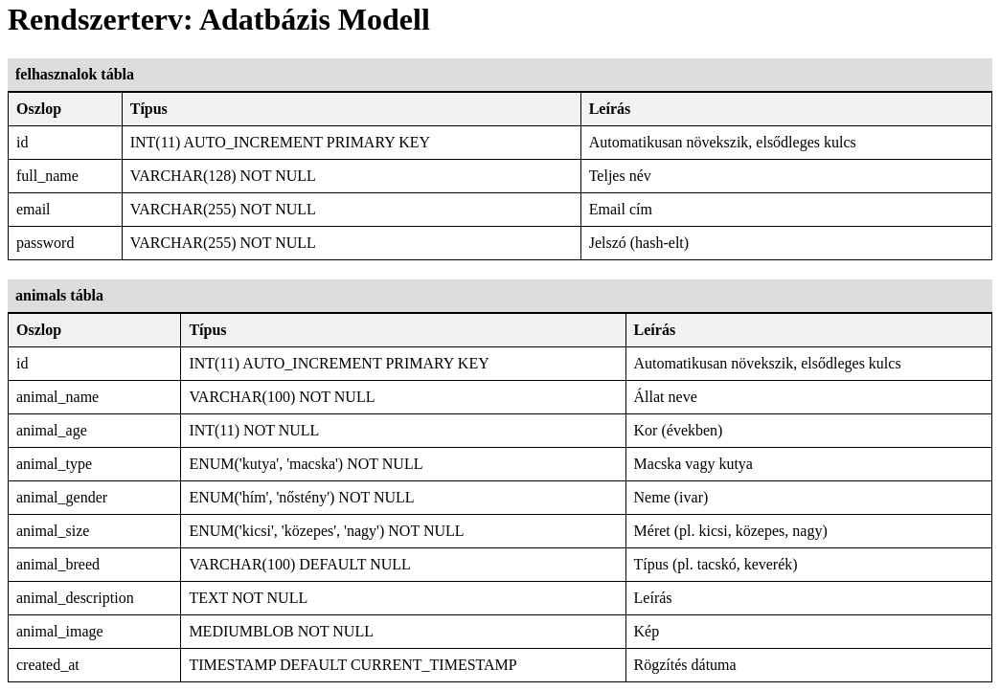 Rendszerterv: Adatbázis Modell
felhasznalok tábla
Oszlop Típus Leírás
id INT(11) AUTO_INCREMENT PRIMARY KEY Automatikusan növekszik, elsődleges kulcs
full_name VARCHAR(128) NOT NULL Teljes név
email VARCHAR(255) NOT NULL Email cím
password VARCHAR(255) NOT NULL Jelszó (hash-elt)
animals tábla
Oszlop Típus Leírás
id INT(11) AUTO_INCREMENT PRIMARY KEY Automatikusan növekszik, elsődleges kulcs
animal_name VARCHAR(100) NOT NULL Állat neve
animal_age INT(11) NOT NULL Kor (években)
animal_type ENUM('kutya', 'macska') NOT NULL Macska vagy kutya
animal_gender ENUM('hím', 'nőstény') NOT NULL Neme (ivar)
animal_size ENUM('kicsi', 'közepes', 'nagy') NOT NULL Méret (pl. kicsi, közepes, nagy)
animal_breed VARCHAR(100) DEFAULT NULL Típus (pl. tacskó, keverék)
animal_description TEXT NOT NULL Leírás
animal_image MEDIUMBLOB NOT NULL Kép
created_at TIMESTAMP DEFAULT CURRENT_TIMESTAMP Rögzítés dátuma